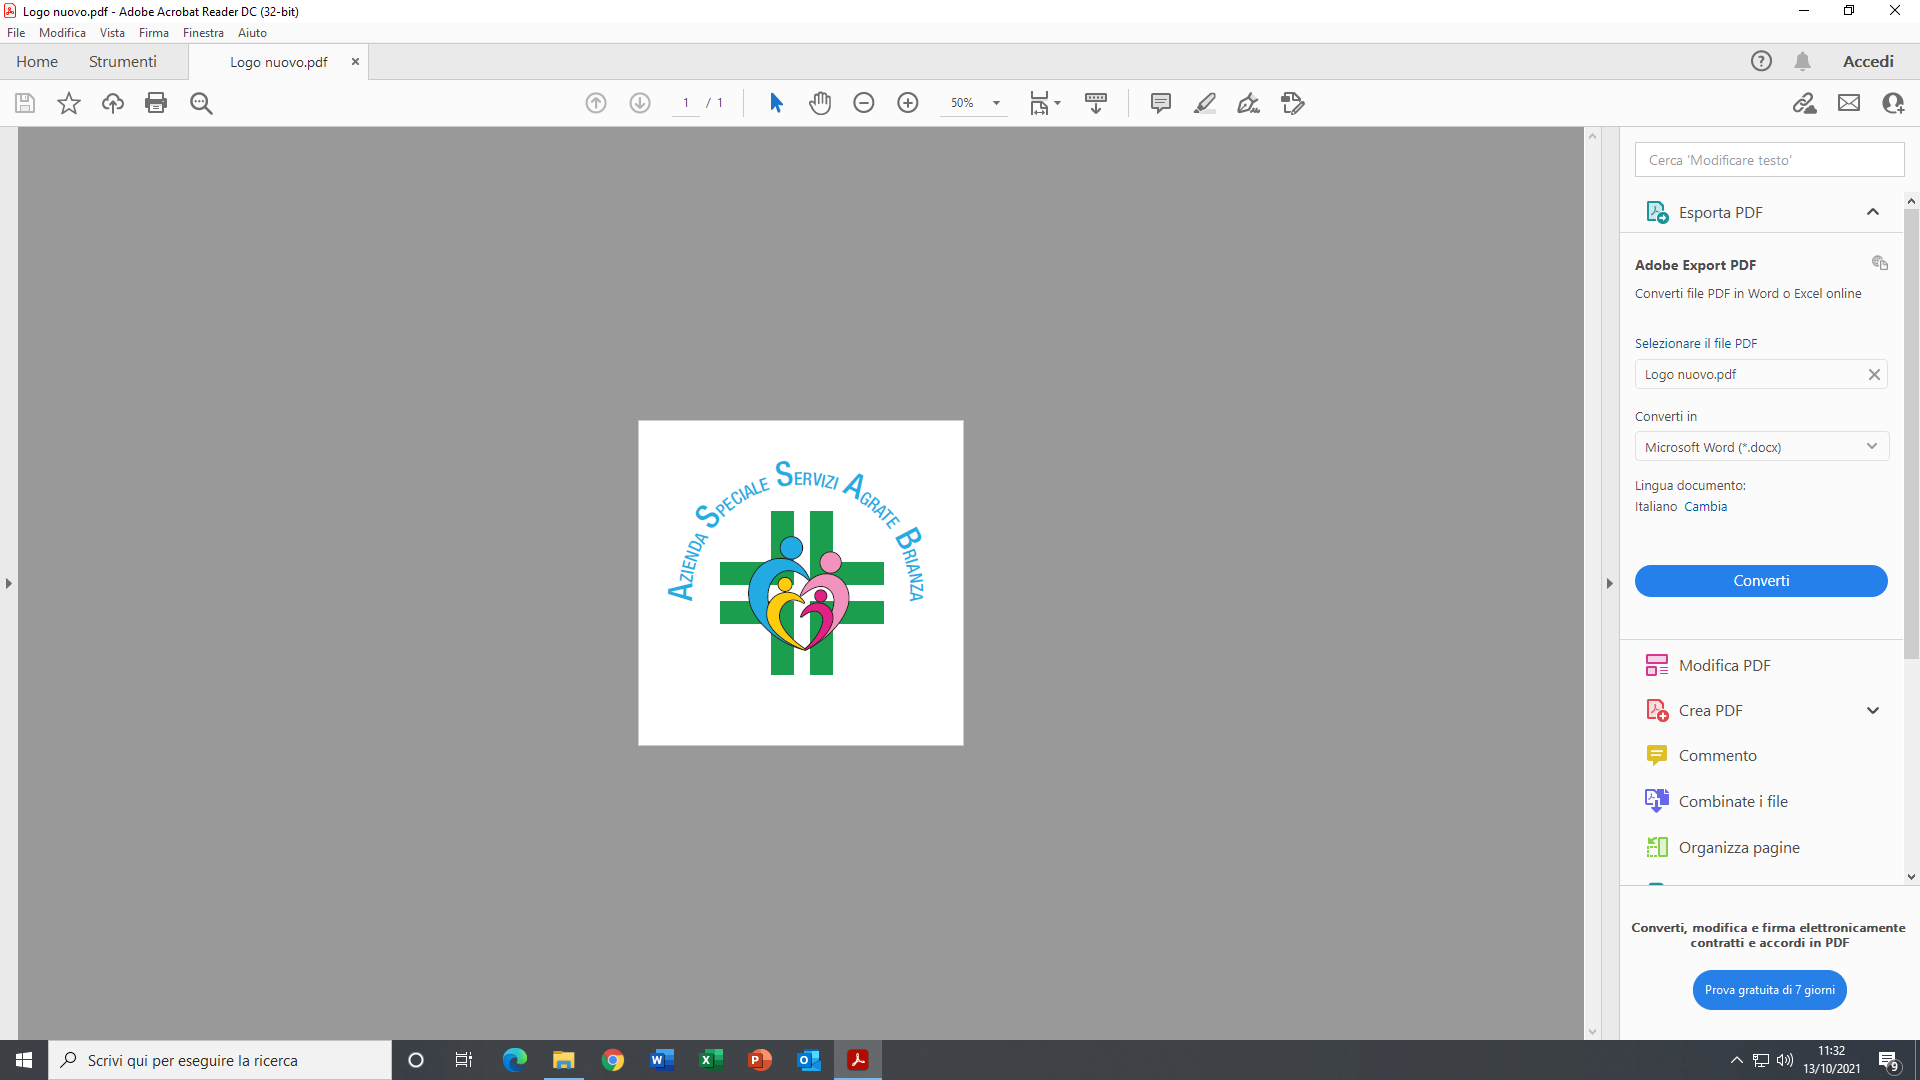 Logo nuovo.pdf - Adobe Acrobat Reader DC (32-bit)
File Modifica Vista Firma Finestra Aiuto
Home Strumenti Logo nuovo.pdf Accedi
1 / 1 50%
Cerca 'Modificare testo'
Esporta PDF
Adobe Export PDF
Converti file PDF in Word o Excel online
Selezionare il file PDF
Logo nuovo.pdf
Converti in
Microsoft Word (*.docx)
Lingua documento:
Italiano Cambia
Converti
Modifica PDF
Crea PDF
Commento
Combinate i file
Organizza pagine
Converti, modifica e firma elettronicamente
contratti e accordi in PDF
Prova gratuita di 7 giorni
AZIENDA SPECIALE SERVIZI AGRATE BRIANZA
Scrivi qui per eseguire la ricerca
11:32
13/10/2021
9